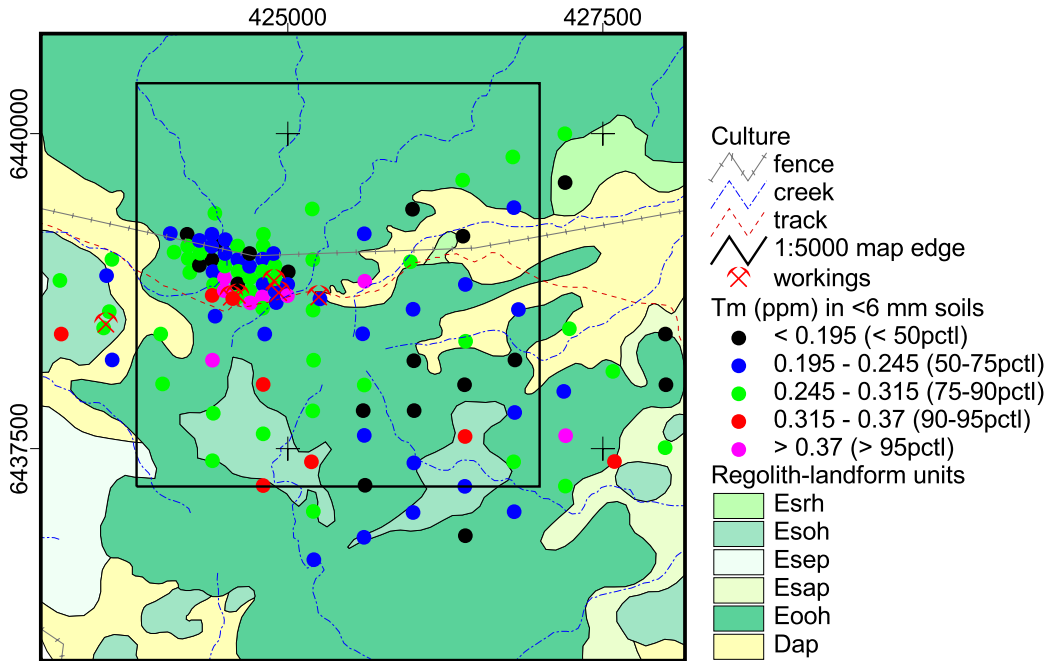 425000 427500
6440000
6437500
Culture
fence
creek
track
1:5000 map edge
workings
Tm (ppm) in <6 mm soils
< 0.195 (< 50pctl)
0.195 - 0.245 (50-75pctl)
0.245 - 0.315 (75-90pctl)
0.315 - 0.37 (90-95pctl)
> 0.37 (> 95pctl)
Regolith-landform units
Esrh
Esoh
Esep
Esap
Eooh
Dap